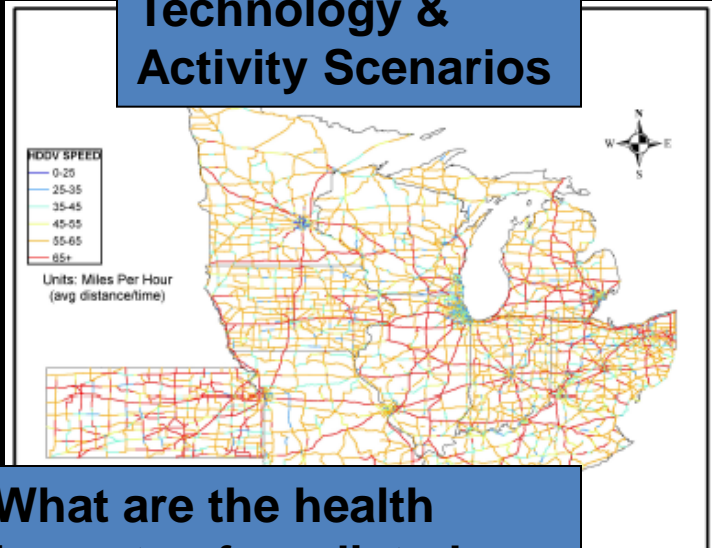 Technology &
Activity Scenarios
N
W E
S
HDDV SPEED
0-25
25-35
35-45
45-55
55-65
65+
Units: Miles Per Hour
(avg distance/time)
What are the health